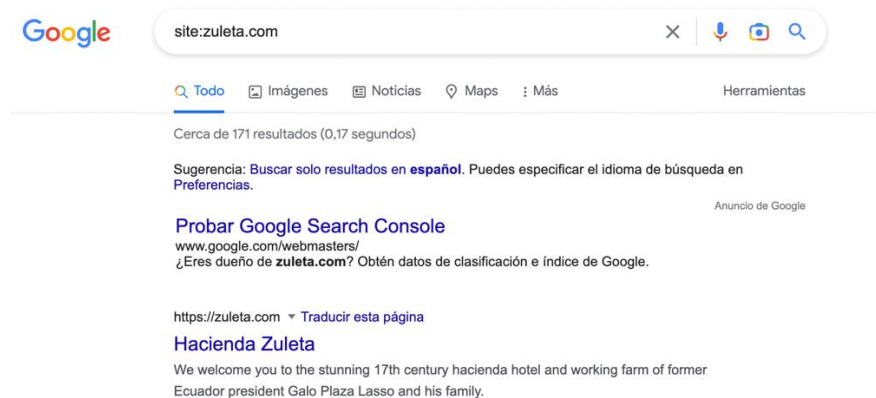 Google
site:zuleta.com
Todo Imágenes Noticias Maps Más Herramientas
Cerca de 171 resultados (0,17 segundos)
Sugerencia: Buscar solo resultados en español. Puedes especificar el idioma de búsqueda en
Preferencias.
Anuncio de Google
Probar Google Search Console
www.google.com/webmasters/
¿Eres dueño de zuleta.com? Obtén datos de clasificación e índice de Google.
https://zuleta.com Traducir esta página
Hacienda Zuleta
We welcome you to the stunning 17th century hacienda hotel and working farm of former
Ecuador president Galo Plaza Lasso and his family.